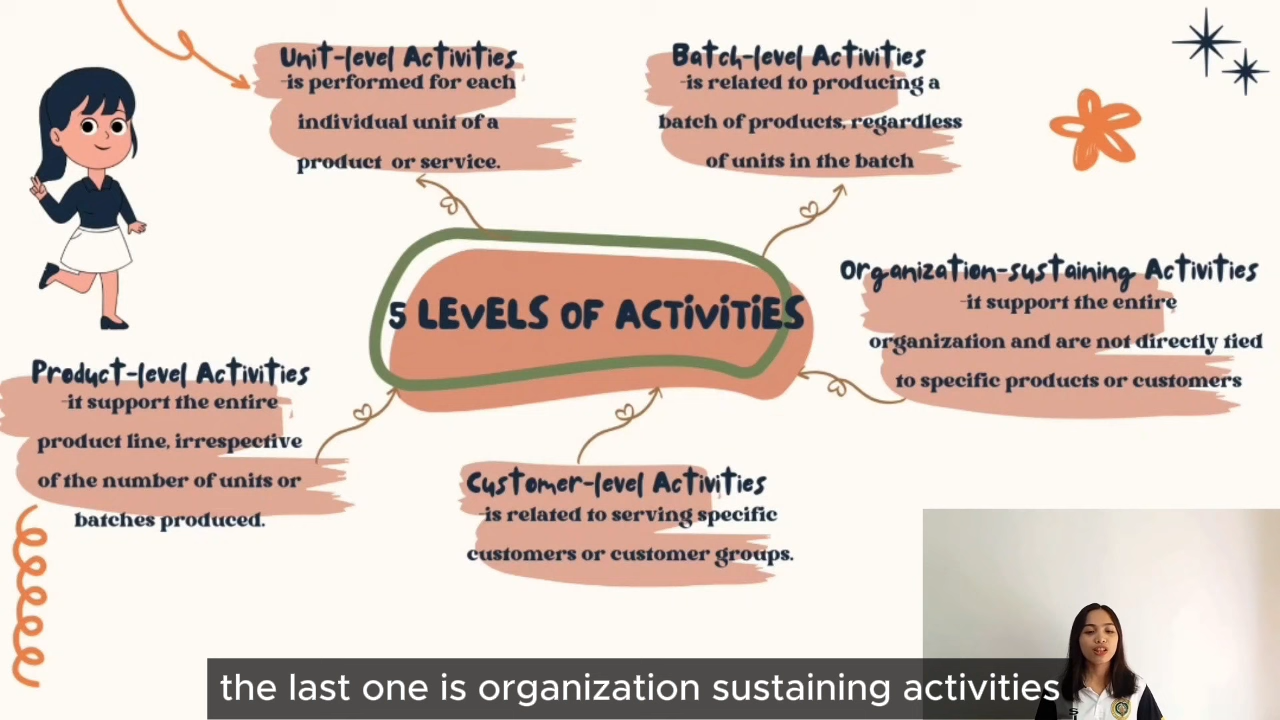 Unit-level Activities
-is performed for each
individual unit of a
product or service.
Batch-level Activities
-is related to producing a
batch of products, regardless
of units in the batch
5 LEVELS OF ACTIVITIES
Organization-sustaining Activities
-it support the entire
organization and are not directly tied
to specific products or customers
Product-level Activities
-it support the entire
product line, irrespective
of the number of units or
batches produced.
Customer-level Activities
-is related to serving specific
customers or customer groups.
the last one is organization sustaining activities